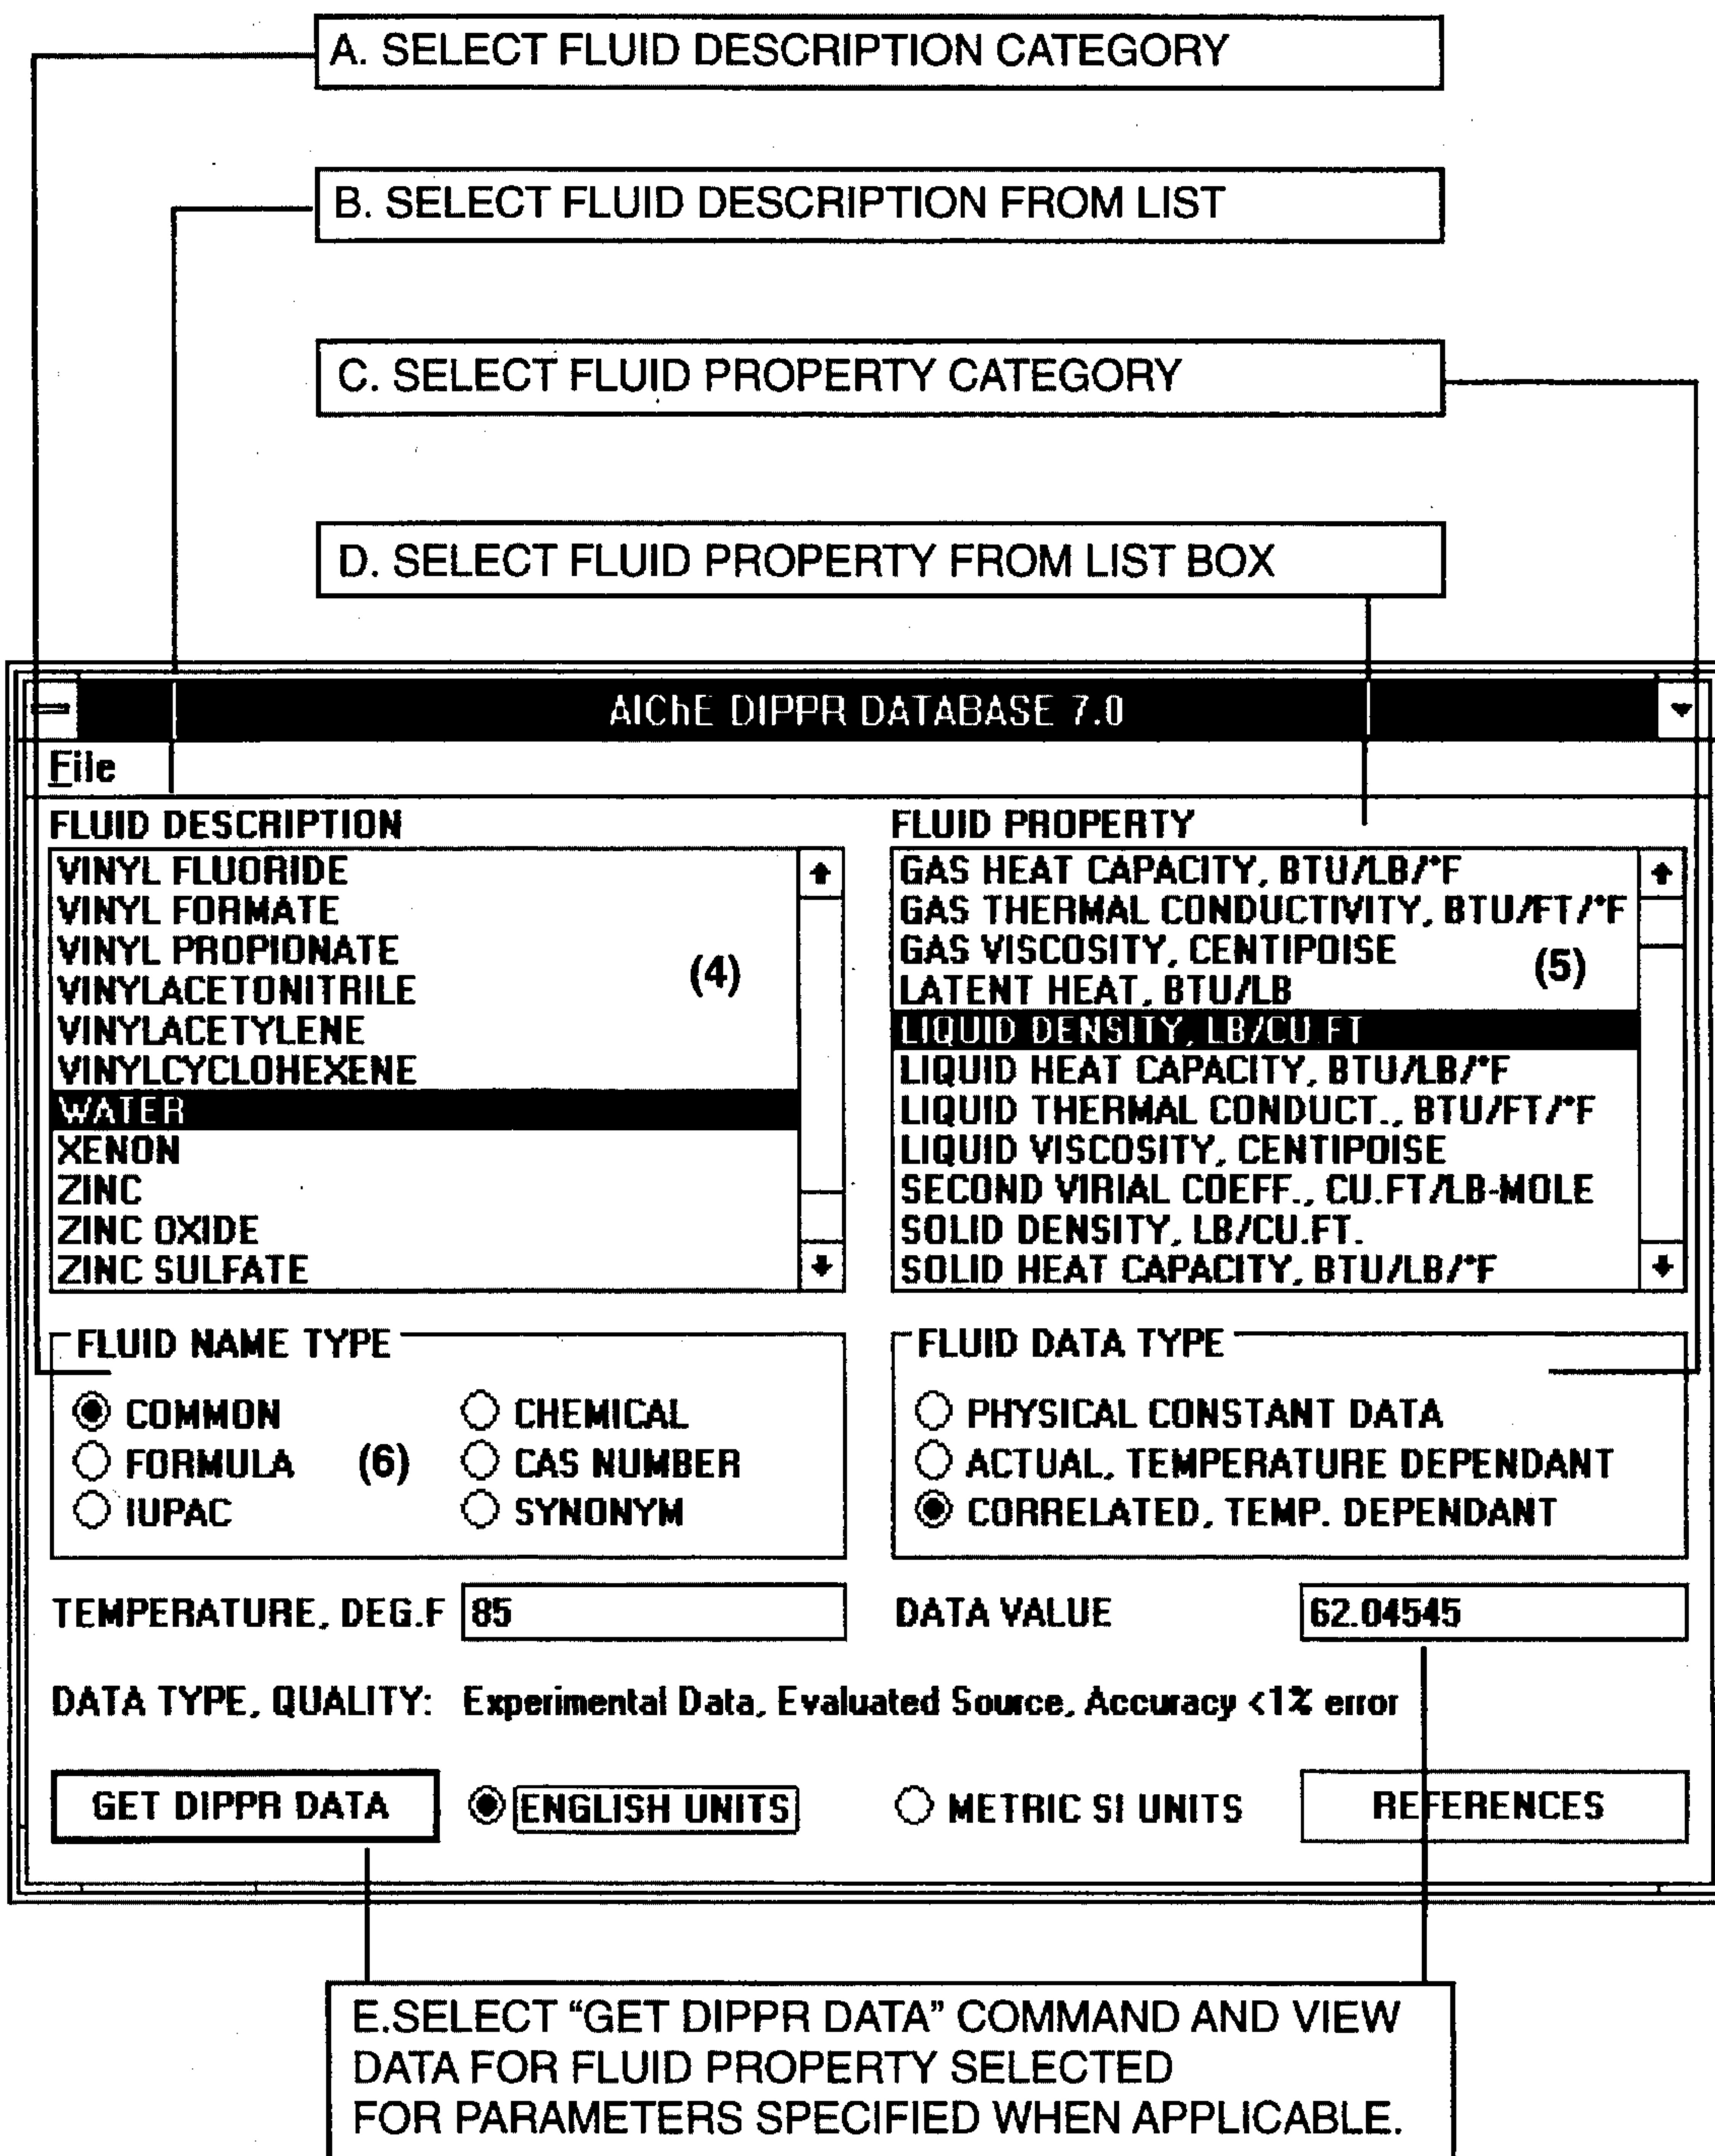 A. SELECT FLUID DESCRIPTION CATEGORY
B. SELECT FLUID DESCRIPTION FROM LIST
C. SELECT FLUID PROPERTY CATEGORY
D. SELECT FLUID PROPERTY FROM LIST BOX
AIChE DIPPR DATABASE 7.0
File
FLUID DESCRIPTION
VINYL FLUORIDE
VINYL FORMATE
VINYL PROPIONATE
(4)
VINYLACETONITRILE
VINYLACETYLENE
VINYLCYCLOHEXENE
WATER
XENON
ZINC
ZINC OXIDE
ZINC SULFATE
FLUID PROPERTY
GAS HEAT CAPACITY, BTU/LB/°F
GAS THERMAL CONDUCTIVITY, BTU/FT/°F
GAS VISCOSITY, CENTIPOISE
(5)
LATENT HEAT, BTU/LB
LIQUID DENSITY, LB/CU.FT
LIQUID HEAT CAPACITY, BTU/LB/°F
LIQUID THERMAL CONDUCT., BTU/FT/°F
LIQUID VISCOSITY, CENTIPOISE
SECOND VIRIAL COEFF., CU.FT/LB-MOLE
SOLID DENSITY, LB/CU.FT.
SOLID HEAT CAPACITY, BTU/LB/°F
FLUID NAME TYPE
COMMON CHEMICAL
FORMULA (6) CAS NUMBER
IUPAC SYNONYM
FLUID DATA TYPE
PHYSICAL CONSTANT DATA
ACTUAL, TEMPERATURE DEPENDANT
CORRELATED, TEMP. DEPENDANT
TEMPERATURE, DEG.F 85 DATA VALUE 62.04545
DATA TYPE, QUALITY: Experimental Data, Evaluated Source, Accuracy <1% error
GET DIPPR DATA ENGLISH UNITS METRIC SI UNITS REFERENCES
E.SELECT “GET DIPPR DATA” COMMAND AND VIEW
DATA FOR FLUID PROPERTY SELECTED
FOR PARAMETERS SPECIFIED WHEN APPLICABLE.